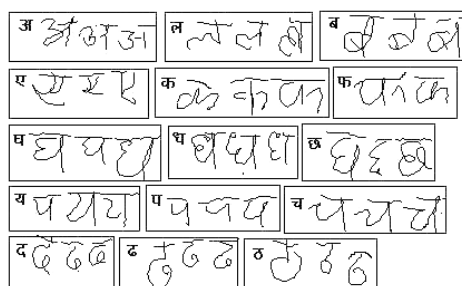 अ अ अ अ ल ल ल ल ब ब ब ब
ए ए ए ए क क क क फ फ फ
घ घ घ घ ध ध ध ध छ छ छ छ
य य य य प प प प च च च च
द द द द ढ ढ ढ ढ ठ ठ ठ ठ